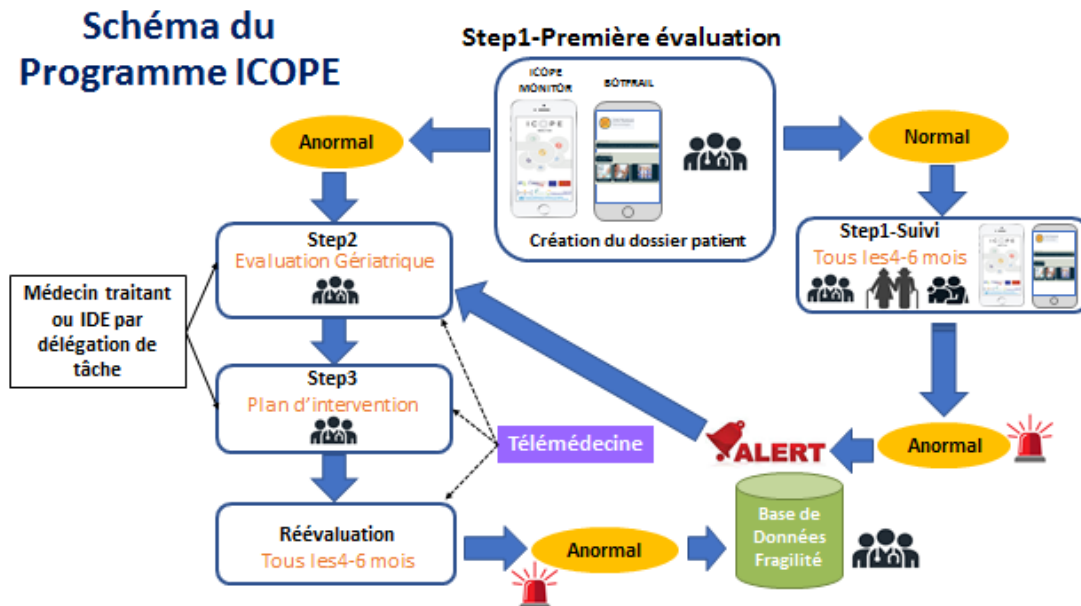 Schéma du
Programme ICOPE
Step1-Première évaluation
ICOPE
MONITOR
BOTFRAIL
ICOPE
Création du dossier patient
Anormal
Normal
Step2
Evaluation Gériatrique
Step1-Suivi
Tous les4-6 mois
Médecin traitant
ou IDE par
délégation de
tâche
Step3
Plan d'intervention
Télémédecine
ALERT
Anormal
Réévaluation
Tous les4-6 mois
Anormal
Base de
Données
Fragilité